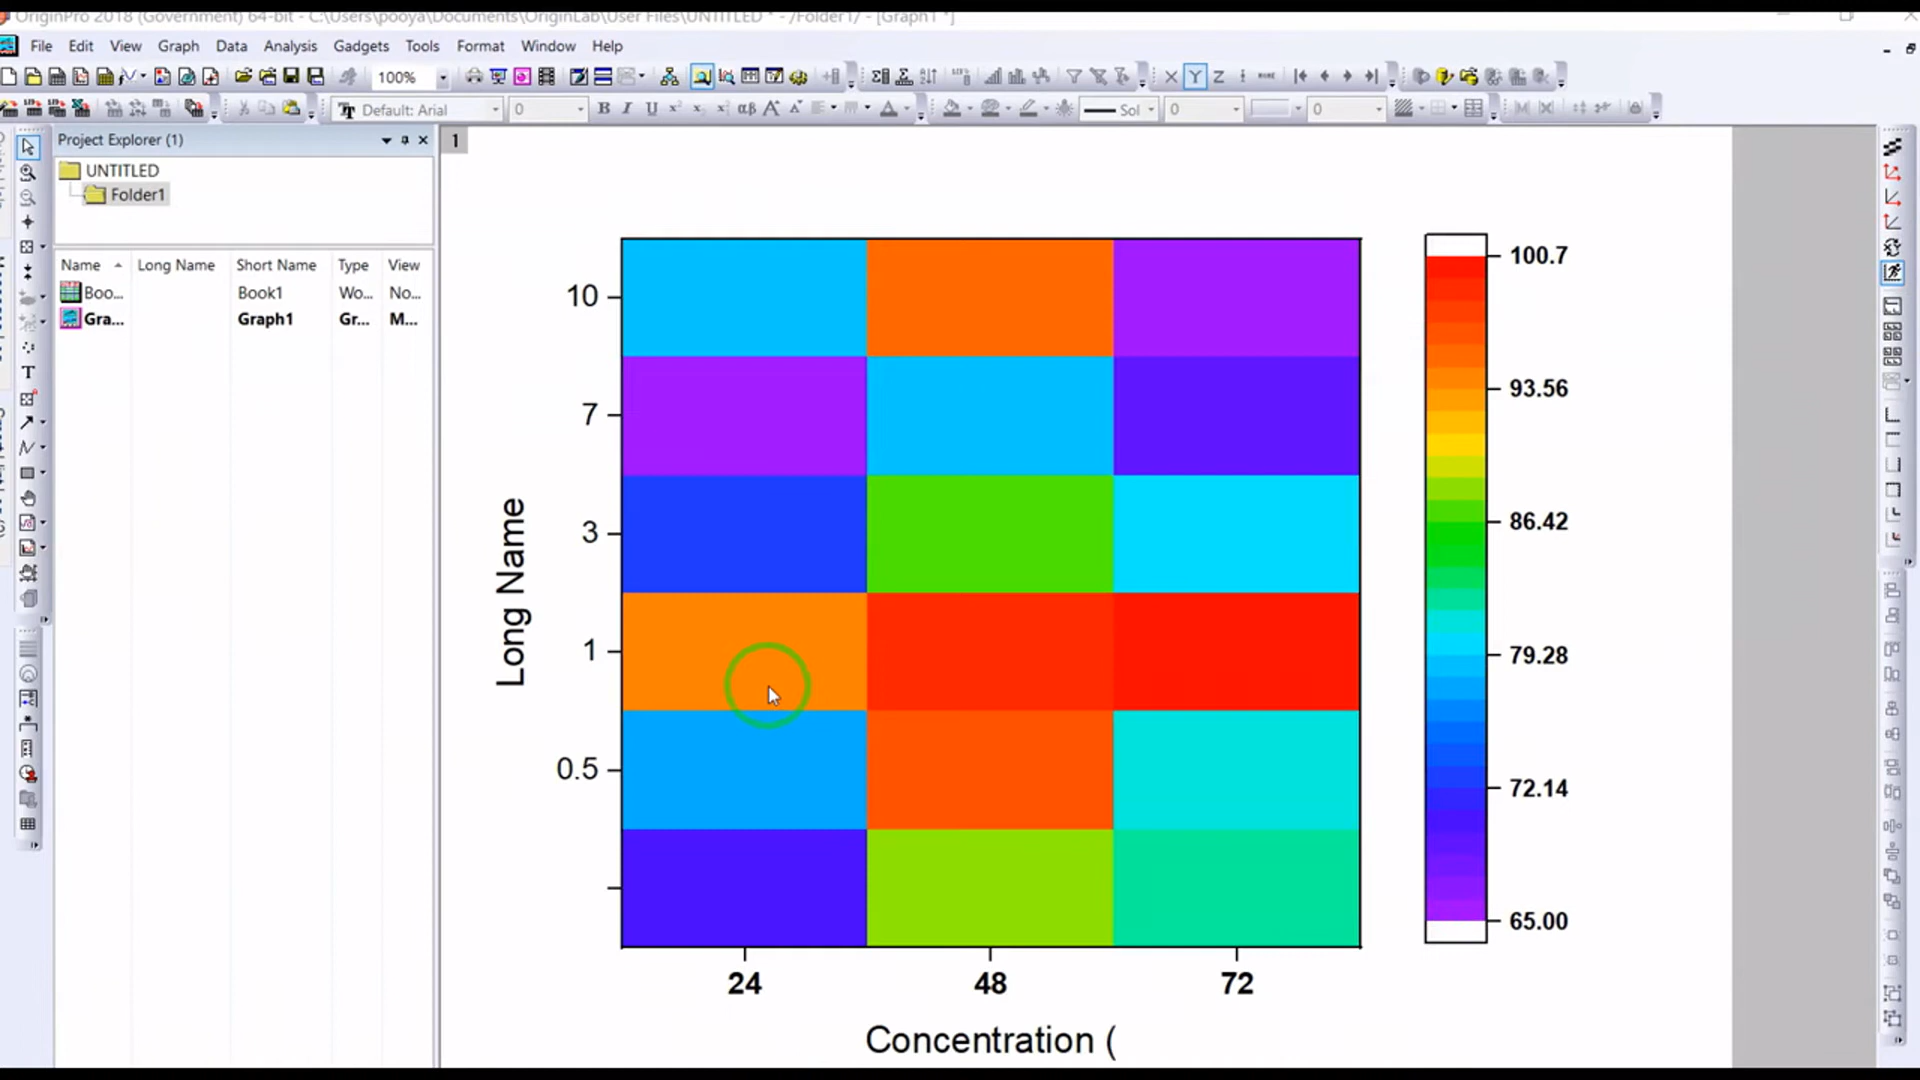 OriginPro 2018 (Government) 64-bit - C:\Users\pooya\Documents\OriginLab\User Files\UNTITLED * - /Folder1/ - [Graph1 *]
File Edit View Graph Data Analysis Gadgets Tools Format Window Help
100%
X Y Z
Default: Arial 0 B I U Sol 0 0
Project Explorer (1)
1
UNTITLED
Folder1
Name Long Name Short Name Type View
Boo... Book1 Wo... No...
Gra... Graph1 Gr... M...
10
7
3
1
0.5
Long Name
24 48 72
Concentration (
100.7
93.56
86.42
79.28
72.14
65.00